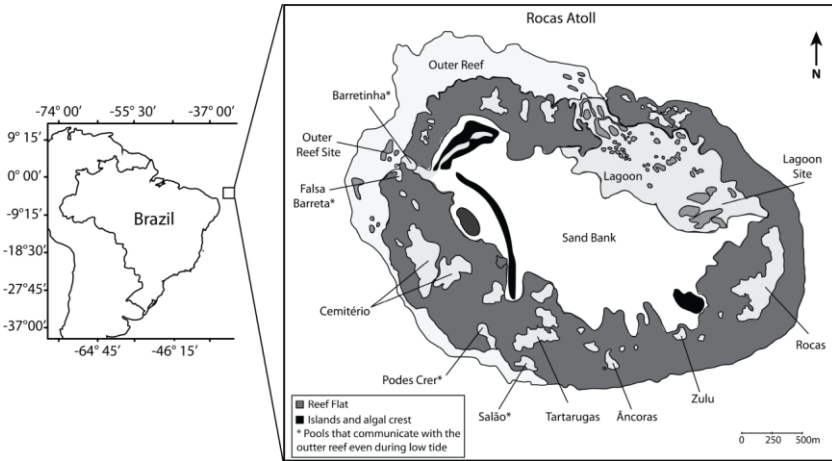 Rocas Atoll
N
Outer Reef
Barretinha*
Outer
Reef Site
Falsa
Barreta*
Lagoon
Lagoon
Site
Sand Bank
Cemitério
Podes Crer*
Salão*
Tartarugas
Âncoras
Zulu
Rocas
Reef Flat
Islands and algal crest
* Pools that communicate with the
outer reef even during low tide
0 250 500m
-74° 00′ -55° 30′ -37° 00′
9° 15′
0° 00′
-9°15′
-18°30′
-27°45′
-37°00′
Brazil
-64° 45′ -46° 15′